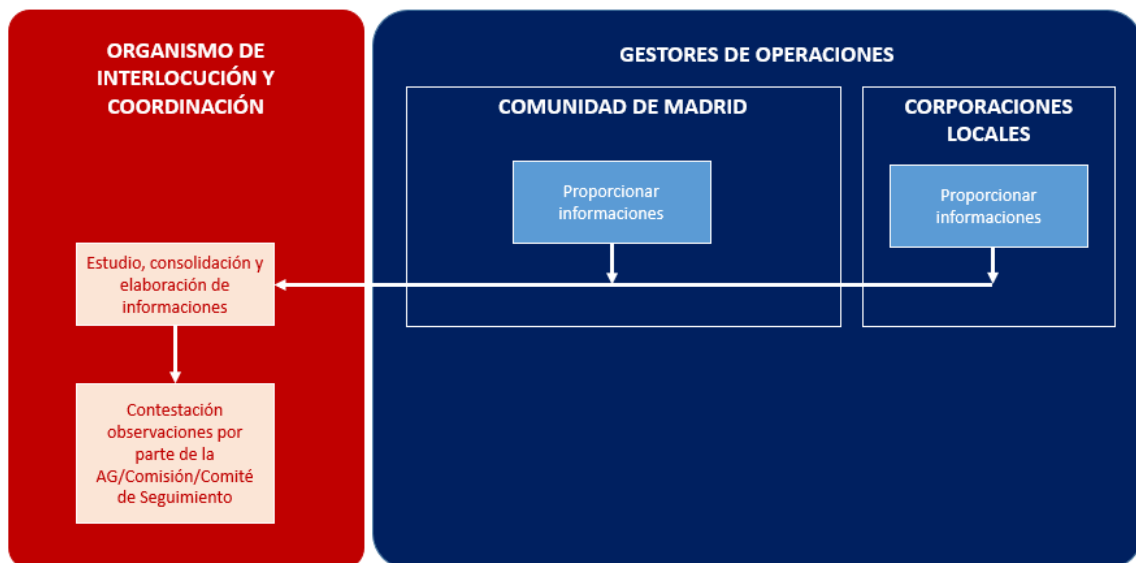 ORGANISMO DE
INTERLOCUCIÓN Y
COORDINACIÓN
Estudio, consolidación y
elaboración de
informaciones
Contestación
observaciones por
parte de la
AG/Comisión/Comité
de Seguimiento
GESTORES DE OPERACIONES
COMUNIDAD DE MADRID
Proporcionar
informaciones
CORPORACIONES
LOCALES
Proporcionar
informaciones